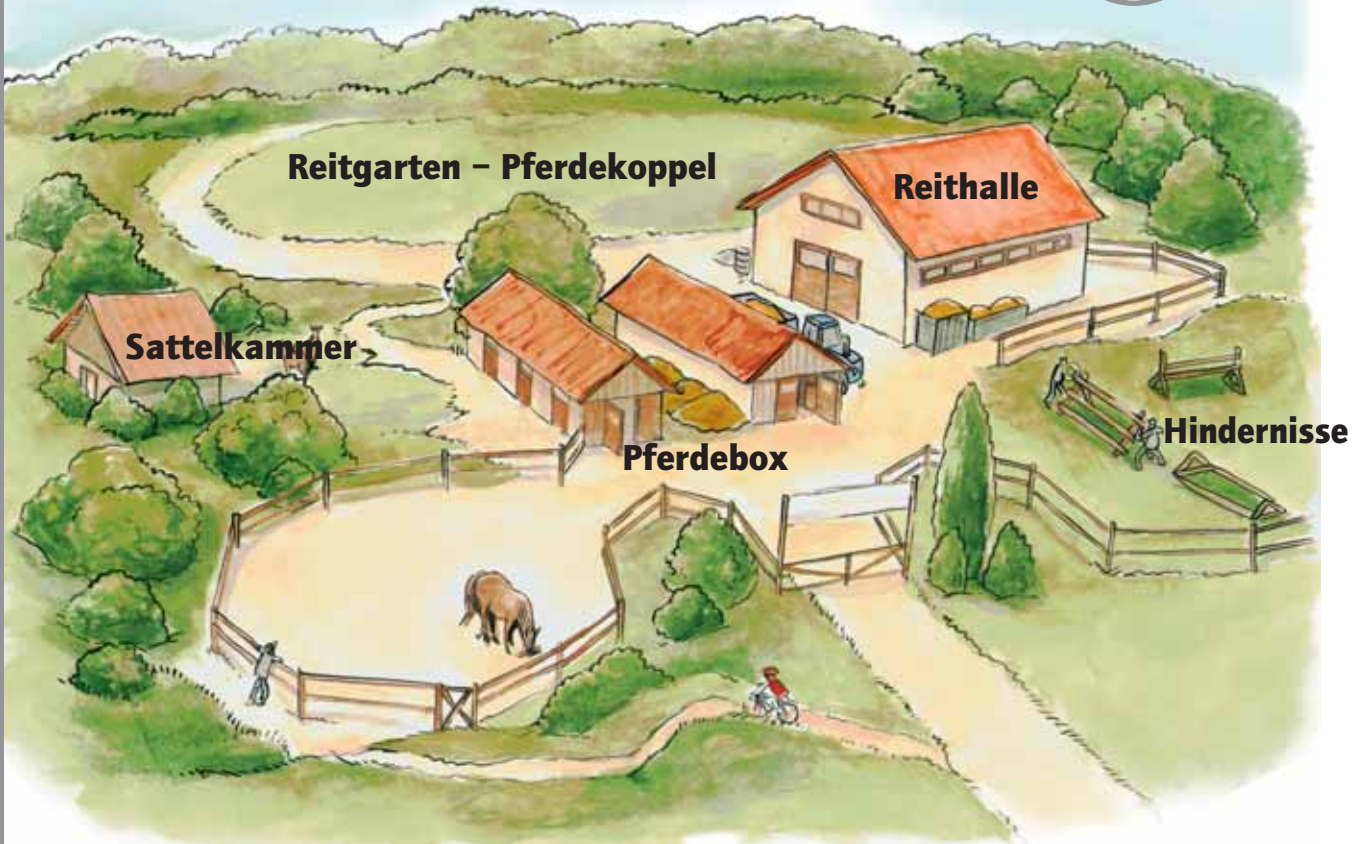 Reitgarten – Pferdekoppel
Reithalle
Sattelkammer
Hindernisse
Pferdebox